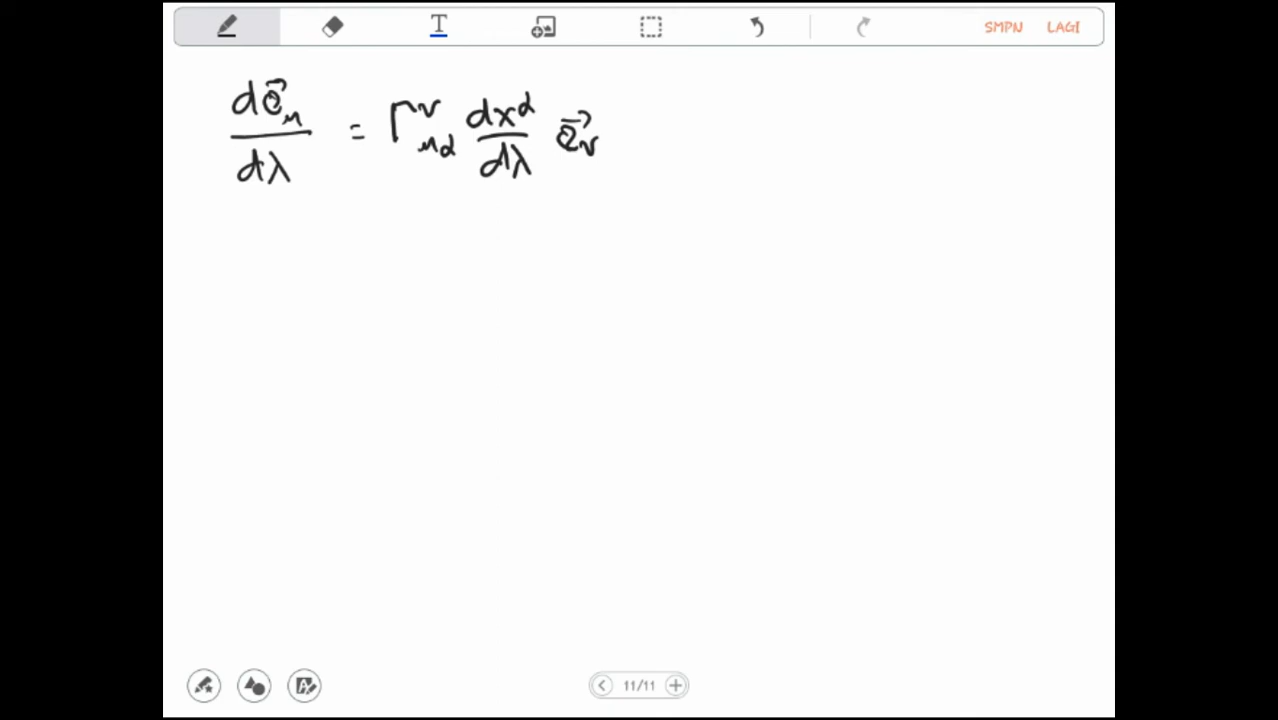 T SMPN LAGI
de⃗_μ/dλ = Γ^ν_μα dx^α/dλ e⃗_ν
11/11